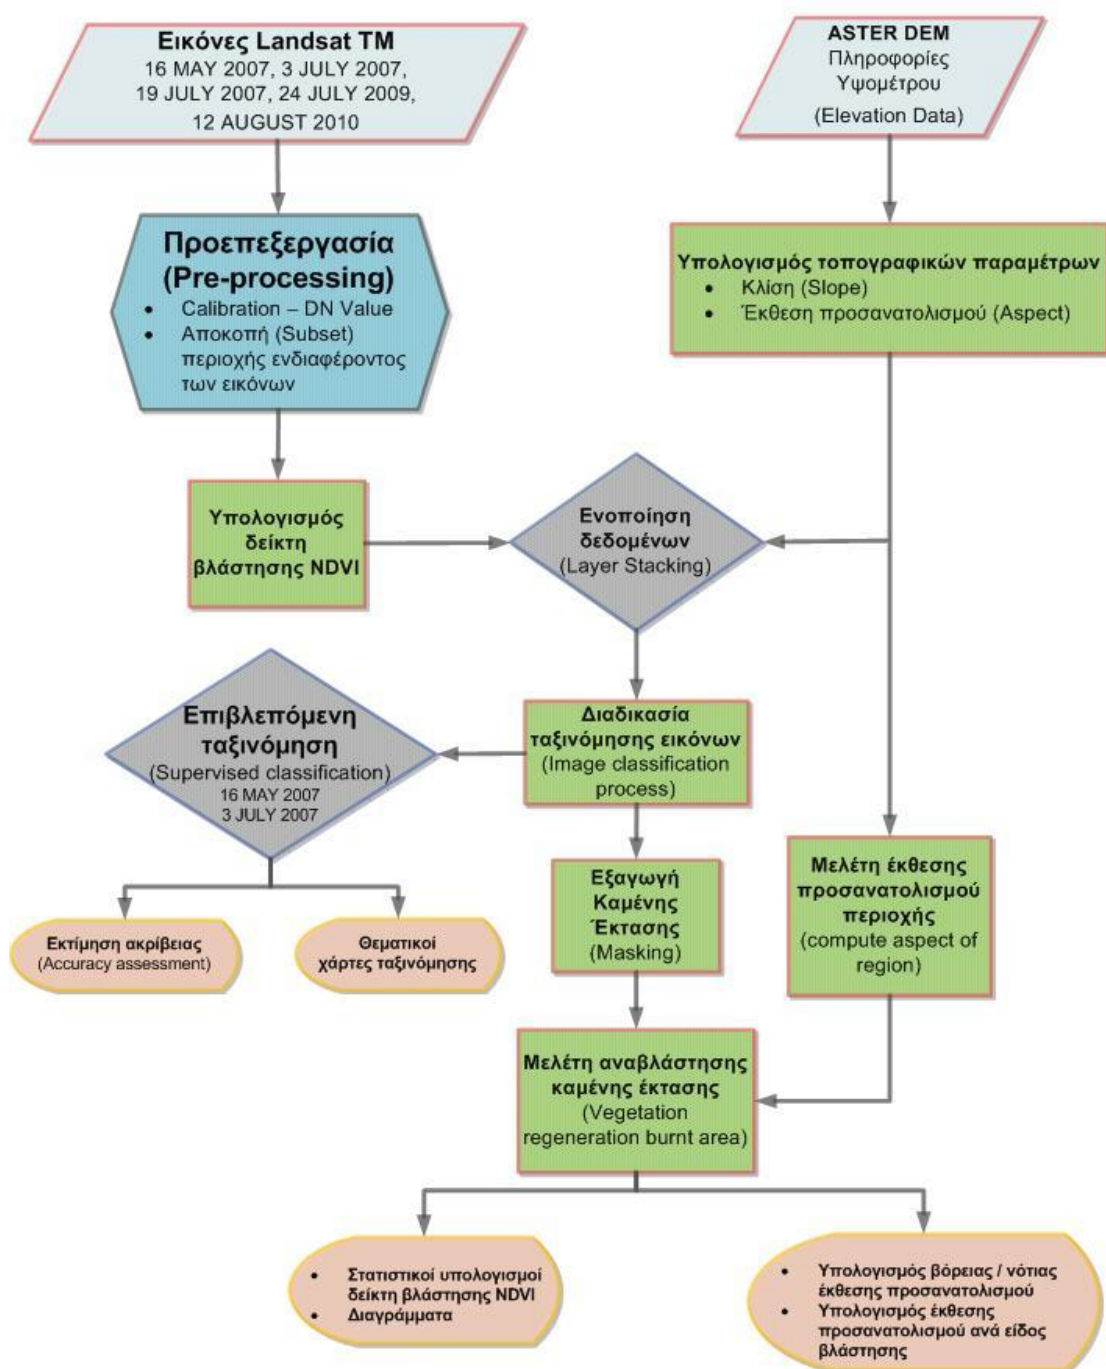 Εικόνες Landsat TM
16 MAY 2007, 3 JULY 2007,
19 JULY 2007, 24 JULY 2009,
12 AUGUST 2010
ASTER DEM
Πληροφορίες
Υψομέτρου
(Elevation Data)
Προεπεξεργασία
(Pre-processing)
• Calibration – DN Value
• Αποκοπή (Subset)
περιοχής ενδιαφέροντος
των εικόνων
Υπολογισμός τοπογραφικών παραμέτρων
• Κλίση (Slope)
• Έκθεση προσανατολισμού (Aspect)
Υπολογισμός
δείκτη
βλάστησης NDVI
Ενοποίηση
δεδομένων
(Layer Stacking)
Επιβλεπόμενη
ταξινόμηση
(Supervised classification)
16 MAY 2007
3 JULY 2007
Διαδικασία
ταξινόμησης εικόνων
(Image classification
process)
Εξαγωγή
Καμένης
Έκτασης
(Masking)
Μελέτη έκθεσης
προσανατολισμού
περιοχής
(compute aspect of
region)
Εκτίμηση ακρίβειας
(Accuracy assessment)
Θεματικοί
χάρτες ταξινόμησης
Μελέτη αναβλάστησης
καμένης έκτασης
(Vegetation
regeneration burnt area)
• Στατιστικοί υπολογισμοί
δείκτη βλάστησης NDVI
• Διαγράμματα
• Υπολογισμός βόρειας / νότιας
έκθεσης προσανατολισμού
• Υπολογισμός έκθεσης
προσανατολισμού ανά είδος
βλάστησης